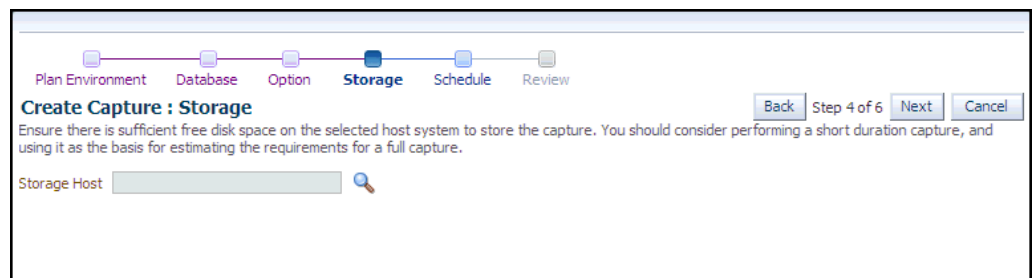 Plan Environment Database Option Storage Schedule Review
Create Capture : Storage
Back Step 4 of 6 Next Cancel
Ensure there is sufficient free disk space on the selected host system to store the capture. You should consider performing a short duration capture, and
using it as the basis for estimating the requirements for a full capture.
Storage Host